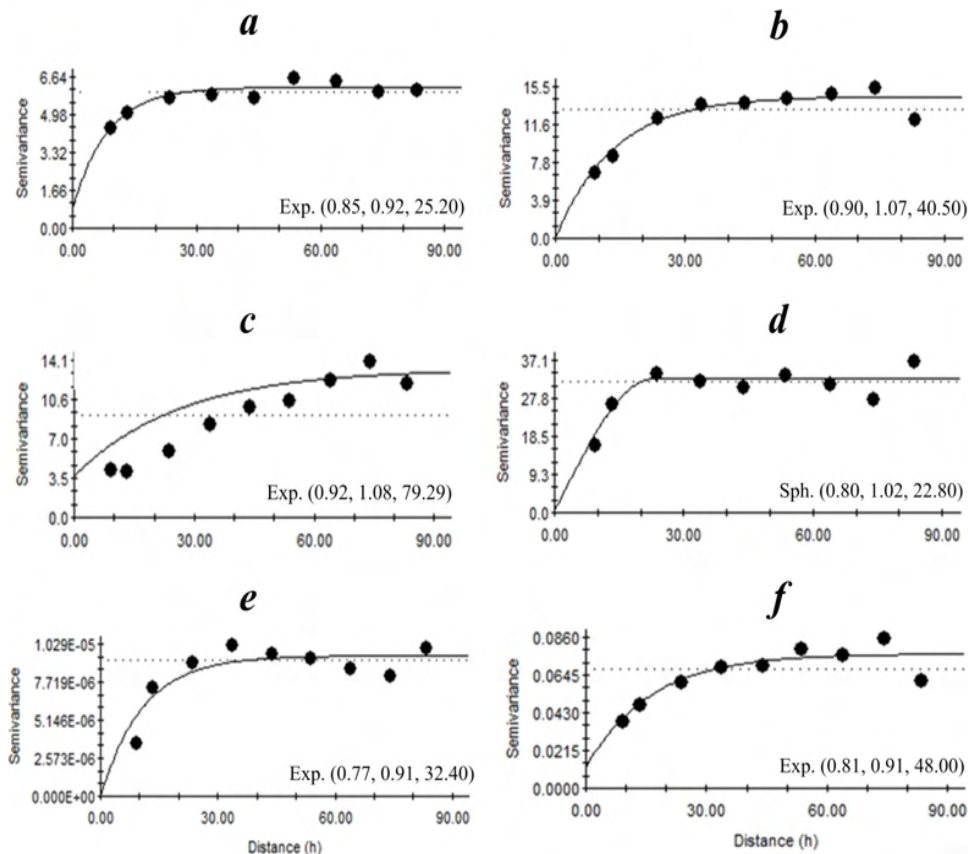 a
Semivariance
6.64
4.98
3.32
1.66
0.00
Exp. (0.85, 0.92, 25.20)
0.00 30.00 60.00 90.00
b
Semivariance
15.5
11.6
7.8
3.9
0.0
Exp. (0.90, 1.07, 40.50)
0.00 30.00 60.00 90.00
c
Semivariance
14.1
10.6
7.0
3.5
0.0
Exp. (0.92, 1.08, 79.29)
0.00 30.00 60.00 90.00
d
Semivariance
37.1
27.8
18.5
9.3
0.0
Sph. (0.80, 1.02, 22.80)
0.00 30.00 60.00 90.00
e
Semivariance
1.029E-05
7.719E-06
5.146E-06
2.573E-06
0.000E+00
Exp. (0.77, 0.91, 32.40)
0.00 30.00 60.00 90.00
Distance (h)
f
Semivariance
0.0860
0.0645
0.0430
0.0215
0.0000
Exp. (0.81, 0.91, 48.00)
0.00 30.00 60.00 90.00
Distance (h)